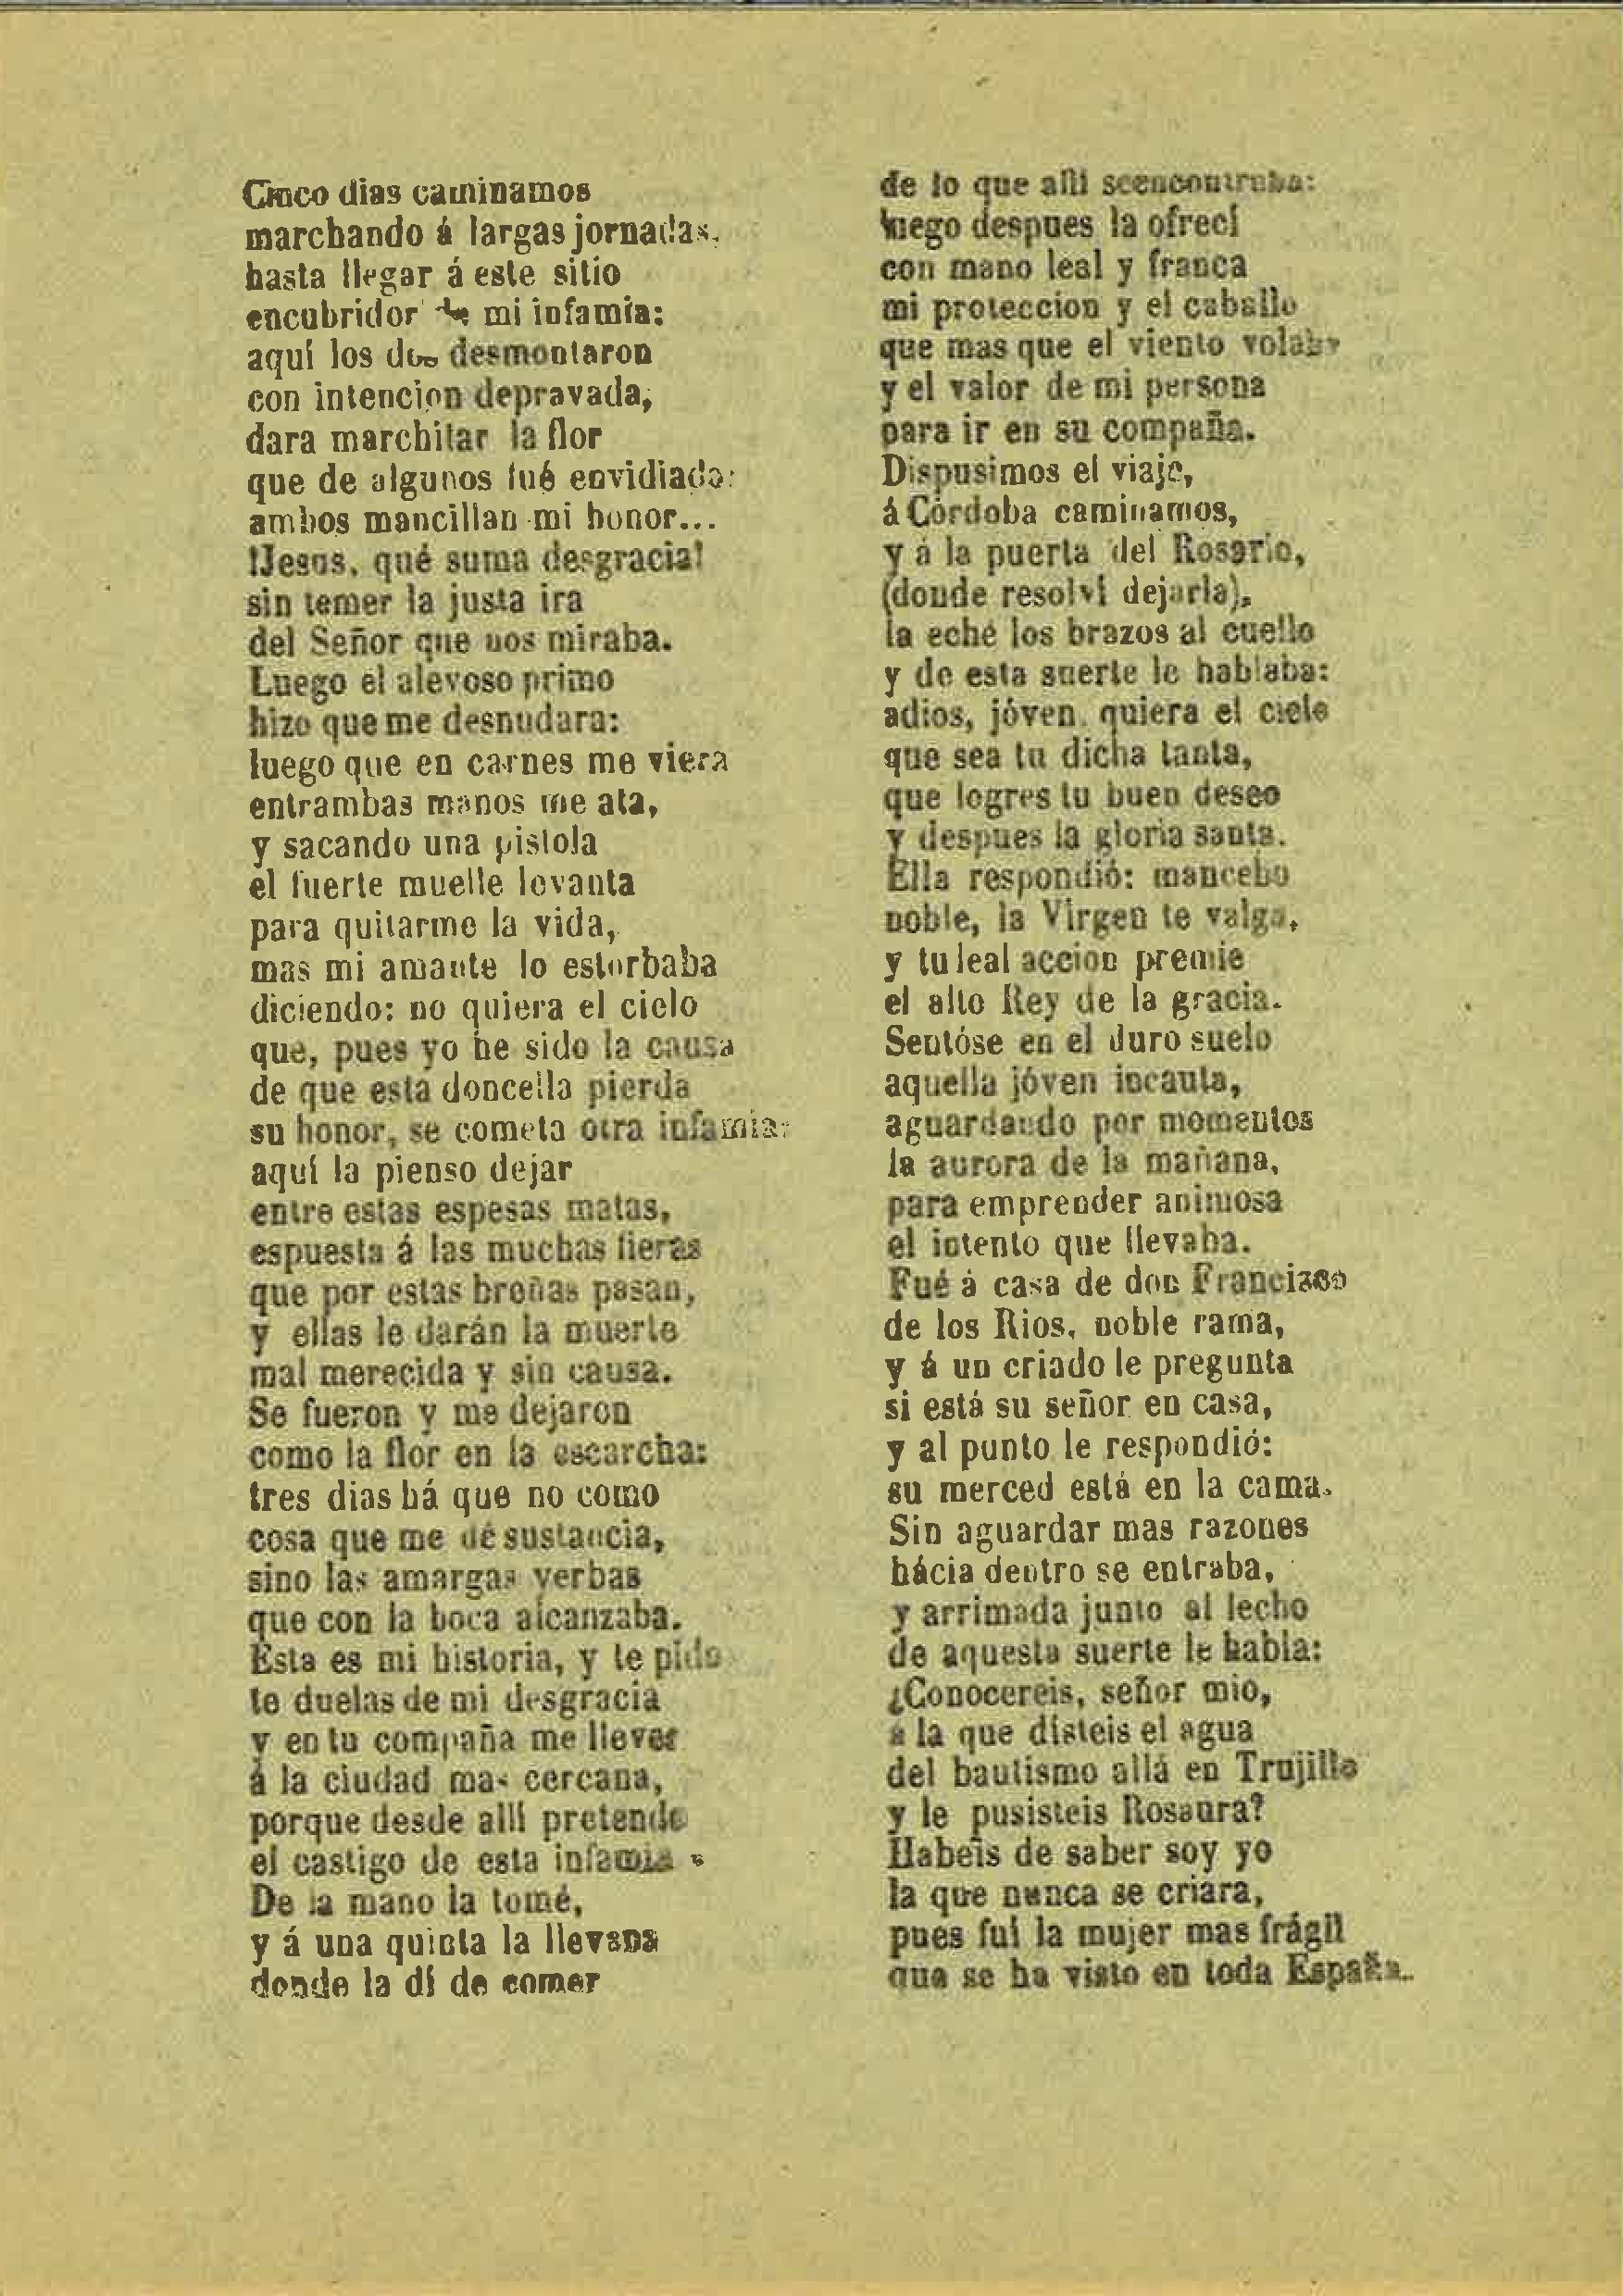 Cinco dias caminamos
marchando á largas jornadas,
hasta llegar á este sitio
encubridor de mi infamia:
aquí los dos desmontaron
con intencion depravada,
dara marchitar la flor
que de algunos fué envidiada:
ambos mancillan mi honor...
!Jesus, qué suma desgracia!
sin temer la justa ira
del Señor que nos miraba.
Luego el alevoso primo
hizo que me desnudara:
luego que en carnes me viera
entrambas manos me ata,
y sacando una pistola
el fuerte muelle levanta
para quitarme la vida,
mas mi amante lo estorbaba
diciendo: no quiera el cielo
que, pues yo he sido la causa
de que esta doncella pierda
su honor, se cometa otra infamia:
aquí la pienso dejar
entre estas espesas matas,
espuesta á las muchas fieras
que por estas breñas pasan,
y ellas le darán la muerte
mal merecida y sin causa.
Se fueron y me dejaron
como la flor en la escarcha:
tres dias há que no como
cosa que me dé sustancia,
sino las amargas yerbas
que con la boca alcanzaba.
Esta es mi historia, y te pido
te duelas de mi desgracia
y en tu compaña me lleves
á la ciudad mas cercana,
porque desde allí pretendo
el castigo de esta infamia
De la mano la tomé,
y á una quinta la llevana
donde la dí de comer
de lo que alli seencontraba:
luego despues la ofrecí
con mano leal y franca
mi proteccion y el caballo
que mas que el viento volaba
y el valor de mi persona
para ir en su compaña.
Dispusimos el viaje,
á Córdoba caminamos,
y á la puerta del Rosario,
(donde resolví dejarla),
la eché los brazos al cuello
y de esta suerte le hablaba:
adios, jóven, quiera el cielo
que sea tu dicha tanta,
que logres tu buen deseo
y despues la gloria santa.
Ella respondió: mancebo
noble, la Virgen te valga,
y tu leal accion premie
el alto Rey de la gracia.
Sentóse en el duro suelo
aquella jóven incauta,
aguardando por momentos
la aurora de la mañana,
para emprender animosa
el intento que llevaba.
Fué á casa de don Francisco
de los Rios, noble rama,
y á un criado le pregunta
si está su señor en casa,
y al punto le respondió:
su merced está en la cama.
Sin aguardar mas razones
hácia dentro se entraba,
y arrimada junto al lecho
de aquesta suerte le habla:
¿Conocereis, señor mio,
á la que dísteis el agua
del bautismo allá en Trujillo
y le pusisteis Rosaura?
Habeis de saber soy yo
la que nunca se criara,
pues fuí la mujer mas frágil
qua se ha visto en toda España.